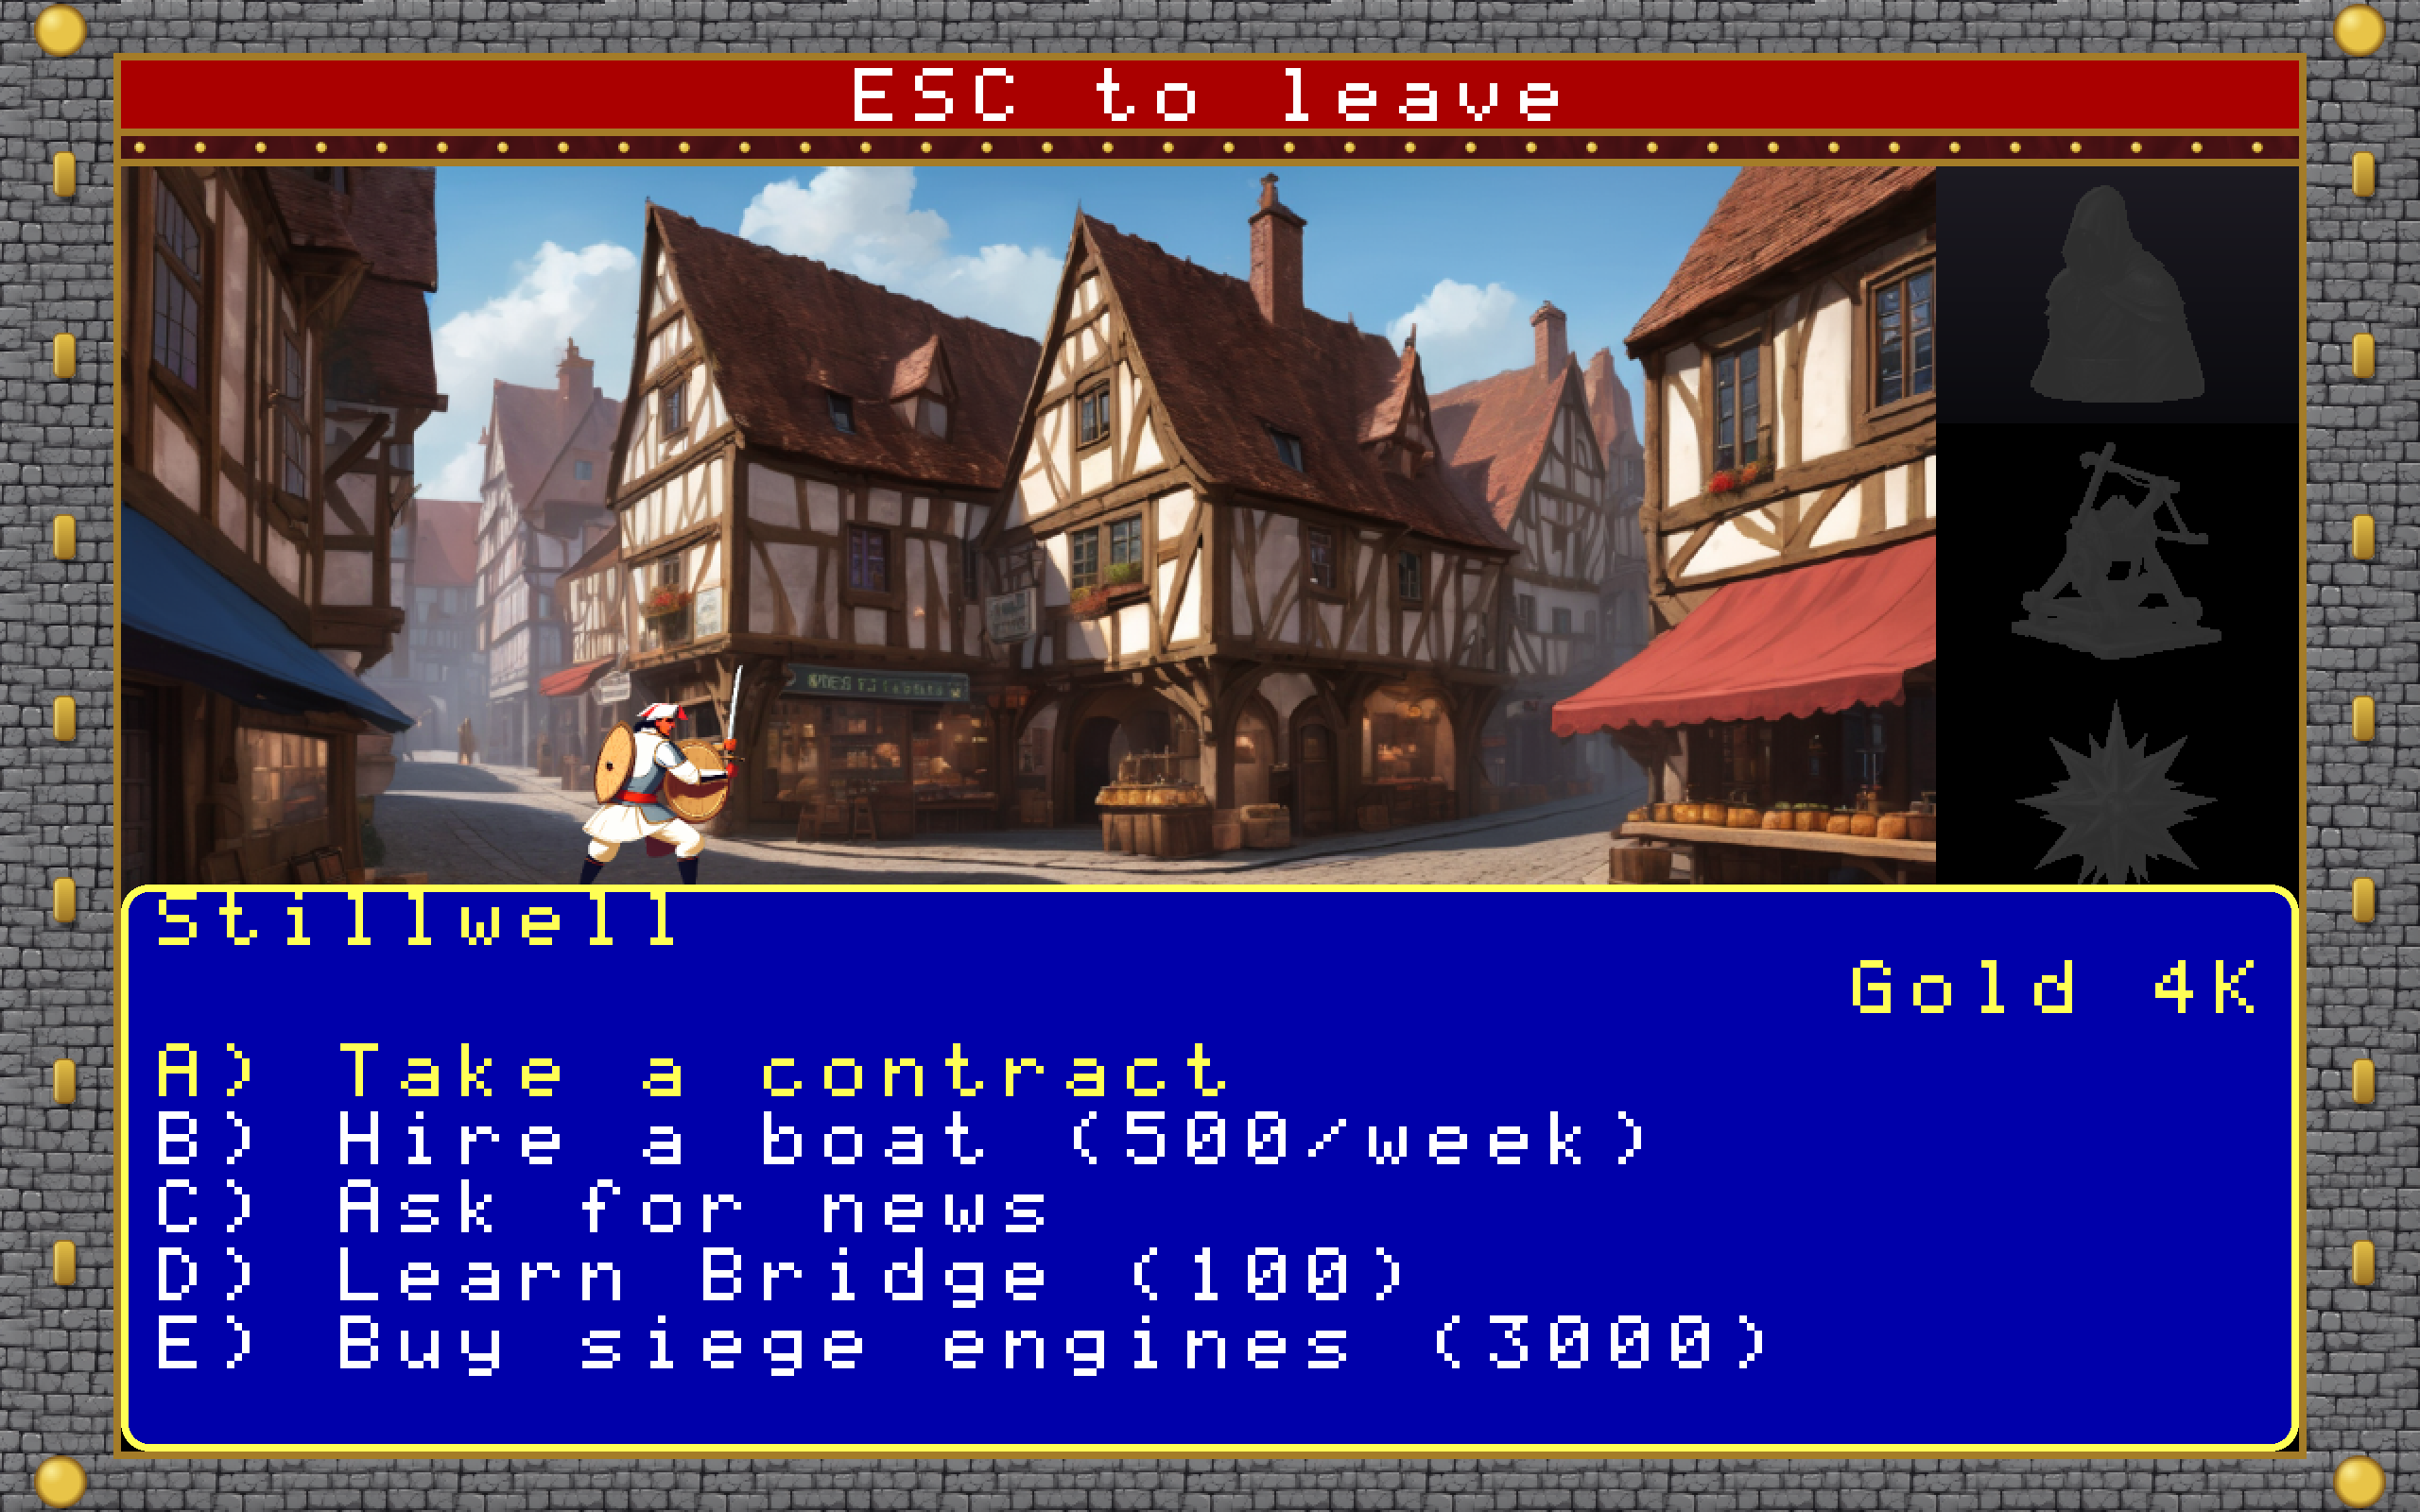 ESC to leave
Stillwell
Gold 4K
A) Take a contract
B) Hire a boat (500/week)
C) Ask for news
D) Learn Bridge (100)
E) Buy siege engines (3000)